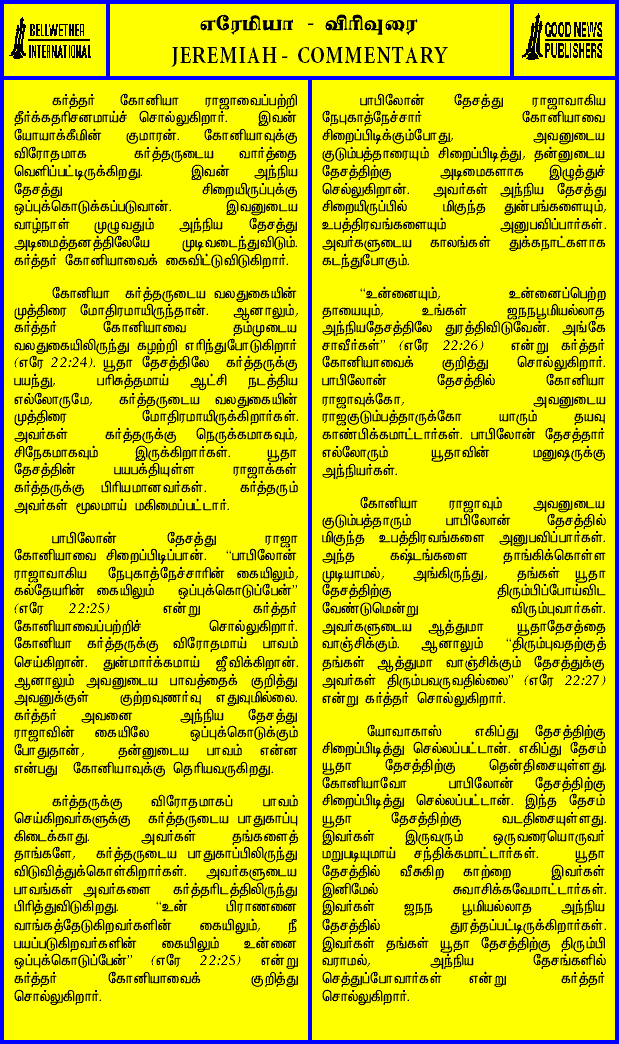 BELLWETHER
INTERNATIONAL
எரேமியா - விரிவுரை
JEREMIAH - COMMENTARY
GOOD NEWS
PUBLISHERS
கர்த்தர் கோனியா ராஜாவைப்பற்றி
தீர்க்கதரிசனமாய்ச் சொல்லுகிறார். இவன்
யோயாக்கீமின் குமாரன். கோனியாவுக்கு
விரோதமாக கர்த்தருடைய வார்த்தை
வெளிப்பட்டிருக்கிறது. இவன் அந்நிய
தேசத்து சிறையிருப்புக்கு
ஒப்புக்கொடுக்கப்படுவான். இவனுடைய
வாழ்நாள் முழுவதும் அந்நிய தேசத்து
அடிமைத்தனத்திலேயே முடிவடைந்துவிடும்.
கர்த்தர் கோனியாவைக் கைவிட்டுவிடுகிறார்.
கோனியா கர்த்தருடைய வலதுகையின்
முத்திரை மோதிரமாயிருந்தான். ஆனாலும்,
கர்த்தர் கோனியாவை தம்முடைய
வலதுகையிலிருந்து கழற்றி எறிந்துபோடுகிறார்
(எரே 22:24). யூதா தேசத்திலே கர்த்தருக்கு
பயந்து, பரிசுத்தமாய் ஆட்சி நடத்திய
எல்லோருமே, கர்த்தருடைய வலதுகையின்
முத்திரை மோதிரமாயிருக்கிறார்கள்.
அவர்கள் கர்த்தருக்கு நெருக்கமாகவும்,
சிநேகமாகவும் இருக்கிறார்கள். யூதா
தேசத்தின் பயபக்தியுள்ள ராஜாக்கள்
கர்த்தருக்கு பிரியமானவர்கள். கர்த்தரும்
அவர்கள் மூலமாய் மகிமைப்பட்டார்.
பாபிலோன் தேசத்து ராஜா
கோனியாவை சிறைப்பிடிப்பான். “பாபிலோன்
ராஜாவாகிய நேபுகாத்நேச்சாரின் கையிலும்,
கல்தேயரின் கையிலும் ஒப்புக்கொடுப்பேன்”
(எரே 22:25) என்று கர்த்தர்
கோனியாவைப்பற்றிச் சொல்லுகிறார்.
கோனியா கர்த்தருக்கு விரோதமாய் பாவம்
செய்கிறான். துன்மார்க்கமாய் ஜீவிக்கிறான்.
ஆனாலும் அவனுடைய பாவத்தைக் குறித்து
அவனுக்குள் குற்றவுணர்வு எதுவுமில்லை.
கர்த்தர் அவனை அந்நிய தேசத்து
ராஜாவின் கையிலே ஒப்புக்கொடுக்கும்
போதுதான், தன்னுடைய பாவம் என்ன
என்பது கோனியாவுக்கு தெரியவருகிறது.
கர்த்தருக்கு விரோதமாகப் பாவம்
செய்கிறவர்களுக்கு கர்த்தருடைய பாதுகாப்பு
கிடைக்காது. அவர்கள் தங்களைத்
தாங்களே, கர்த்தருடைய பாதுகாப்பிலிருந்து
விடுவித்துக்கொள்கிறார்கள். அவர்களுடைய
பாவங்கள் அவர்களை கர்த்தரிடத்திலிருந்து
பிரித்துவிடுகிறது. “உன் பிராணனை
வாங்கத்தேடுகிறவர்களின் கையிலும், நீ
பயப்படுகிறவர்களின் கையிலும் உன்னை
ஒப்புக்கொடுப்பேன்” (எரே 22:25) என்று
கர்த்தர் கோனியாவைக் குறித்து
சொல்லுகிறார்.
பாபிலோன் தேசத்து ராஜாவாகிய
நேபுகாத்நேச்சார் கோனியாவை
சிறைப்பிடிக்கும்போது, அவனுடைய
குடும்பத்தாரையும் சிறைப்பிடித்து, தன்னுடைய
தேசத்திற்கு அடிமைகளாக இழுத்துச்
செல்லுகிறான். அவர்கள் அந்நிய தேசத்து
சிறையிருப்பில் மிகுந்த துன்பங்களையும்,
உபத்திரவங்களையும் அனுபவிப்பார்கள்.
அவர்களுடைய காலங்கள் துக்கநாட்களாக
கடந்துபோகும்.
“உன்னையும், உன்னைப்பெற்ற
தாயையும், உங்கள் ஜநநபூமியல்லாத
அந்நியதேசத்திலே துரத்திவிடுவேன். அங்கே
சாவீர்கள்” (எரே 22:26) என்று கர்த்தர்
கோனியாவைக் குறித்து சொல்லுகிறார்.
பாபிலோன் தேசத்தில் கோனியா
ராஜாவுக்கோ, அவனுடைய
ராஜகுடும்பத்தாருக்கோ யாரும் தயவு
காண்பிக்கமாட்டார்கள். பாபிலோன் தேசத்தார்
எல்லோரும் யூதாவின் மனுஷருக்கு
அந்நியர்கள்.
கோனியா ராஜாவும் அவனுடைய
குடும்பத்தாரும் பாபிலோன் தேசத்தில்
மிகுந்த உபத்திரவங்களை அனுபவிப்பார்கள்.
அந்த கஷ்டங்களை தாங்கிக்கொள்ள
முடியாமல், அங்கிருந்து, தங்கள் யூதா
தேசத்திற்கு திரும்பிப்போய்விட
வேண்டுமென்று விரும்புவார்கள்.
அவர்களுடைய ஆத்துமா யூதாதேசத்தை
வாஞ்சிக்கும். ஆனாலும் “திரும்புவதற்குத்
தங்கள் ஆத்துமா வாஞ்சிக்கும் தேசத்துக்கு
அவர்கள் திரும்பவருவதில்லை” (எரே 22:27)
என்று கர்த்தர் சொல்லுகிறார்.
யோவாகாஸ் எகிப்து தேசத்திற்கு
சிறைப்பிடித்து செல்லப்பட்டான். எகிப்து தேசம்
யூதா தேசத்திற்கு தென்திசையுள்ளது.
கோனியாவோ பாபிலோன் தேசத்திற்கு
சிறைப்பிடித்து செல்லப்பட்டான். இந்த தேசம்
யூதா தேசத்திற்கு வடதிசையுள்ளது.
இவர்கள் இருவரும் ஒருவரையொருவர்
மறுபடியுமாய் சந்திக்கமாட்டார்கள். யூதா
தேசத்தில் வீசுகிற காற்றை இவர்கள்
இனிமேல் சுவாசிக்கவேமாட்டார்கள்.
இவர்கள் ஜநந பூமியல்லாத அந்நிய
தேசத்தில் துரத்தப்பட்டிருக்கிறார்கள்.
இவர்கள் தங்கள் யூதா தேசத்திற்கு திரும்பி
வராமல், அந்நிய தேசங்களில்
செத்துப்போவார்கள் என்று கர்த்தர்
சொல்லுகிறார்.